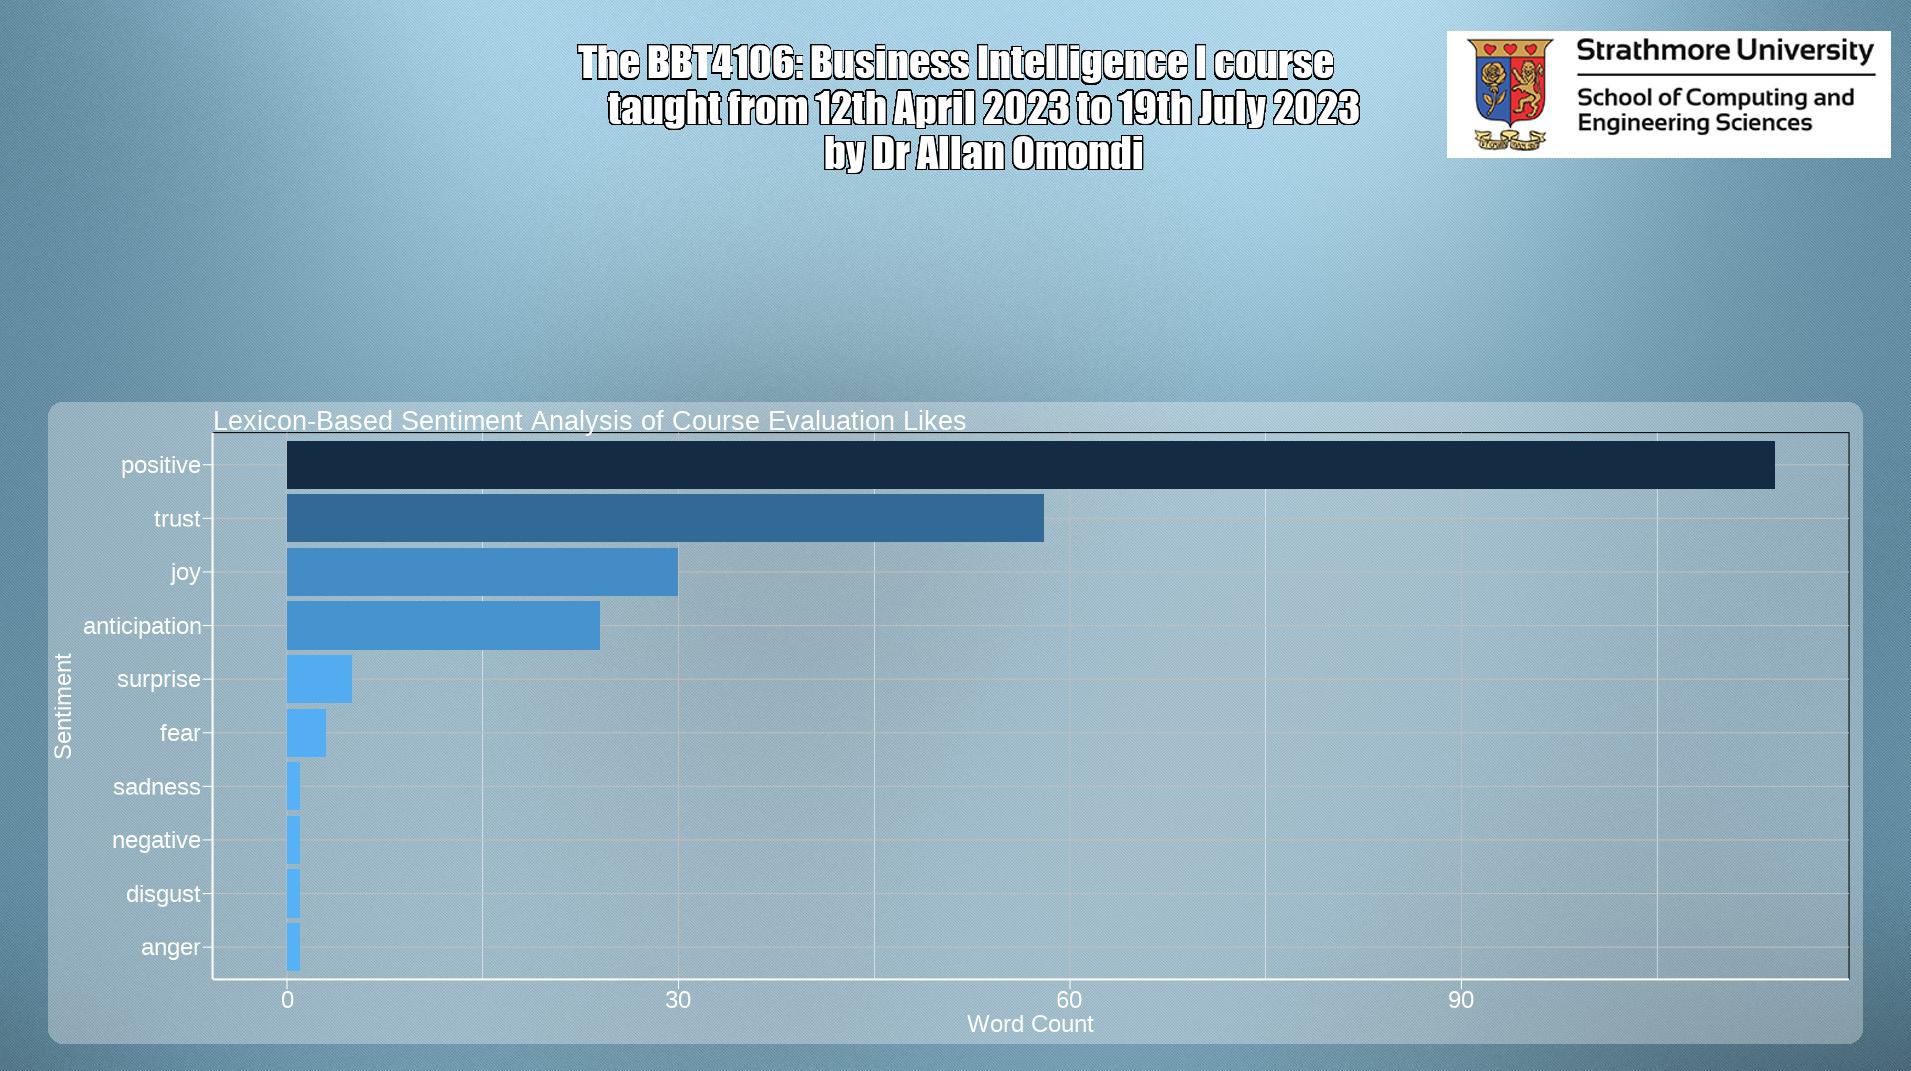 The BBT4106: Business Intelligence I course
taught from 12th April 2023 to 19th July 2023
by Dr Allan Omondi
Strathmore University
School of Computing and
Engineering Sciences
Lexicon-Based Sentiment Analysis of Course Evaluation Likes
Sentiment
positive
trust
joy
anticipation
surprise
fear
sadness
negative
disgust
anger
0 30 60 90
Word Count